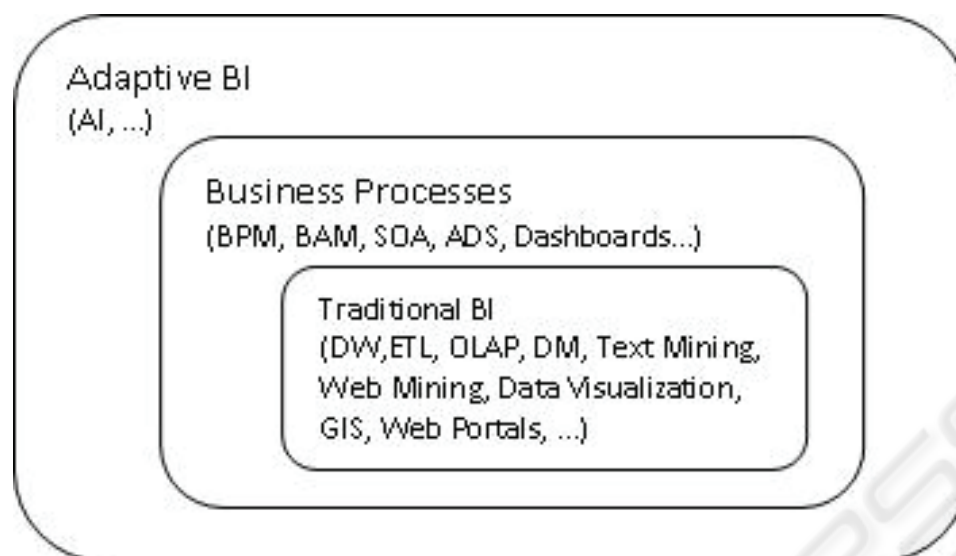 Adaptive BI
(AI, ...)
Business Processes
(BPM, BAM, SOA, ADS, Dashboards...)
Traditional BI
(DW,ETL, OLAP, DM, Text Mining,
Web Mining, Data Visualization,
GIS, Web Portals, ...)